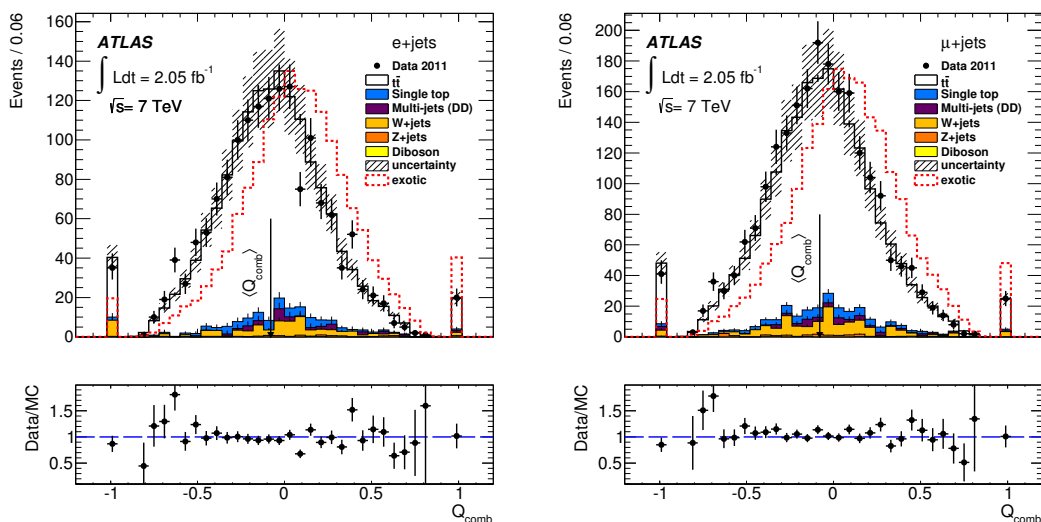 Events / 0.06
140
120
100
80
60
40
20
0
ATLAS
∫ Ldt = 2.05 fb⁻¹
√s= 7 TeV
e+jets
Data 2011
tt̄
Single top
Multi-jets (DD)
W+jets
Z+jets
Diboson
uncertainty
exotic
⟨Q_comb⟩
Data/MC
1.5
1
0.5
-1 -0.5 0 0.5 1
Q_comb
Events / 0.06
200
180
160
140
120
100
80
60
40
20
0
ATLAS
∫ Ldt = 2.05 fb⁻¹
√s= 7 TeV
μ+jets
Data 2011
tt̄
Single top
Multi-jets (DD)
W+jets
Z+jets
Diboson
uncertainty
exotic
⟨Q_comb⟩
Data/MC
1.5
1
0.5
-1 -0.5 0 0.5 1
Q_comb